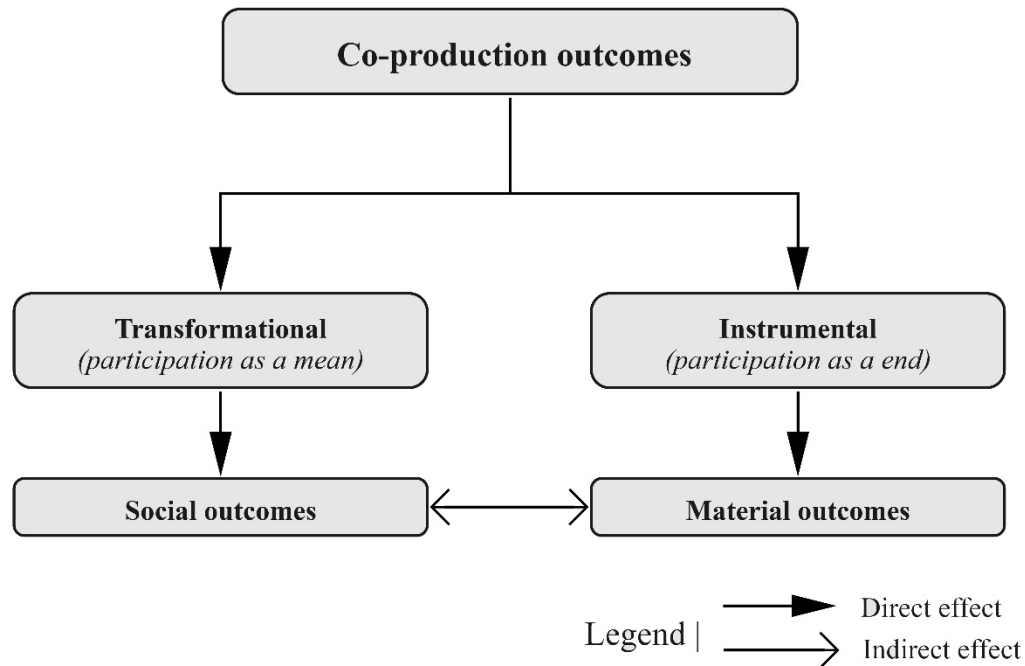 Co-production outcomes
Transformational
(participation as a mean)
Instrumental
(participation as a end)
Social outcomes
Material outcomes
Legend |
Direct effect
Indirect effect